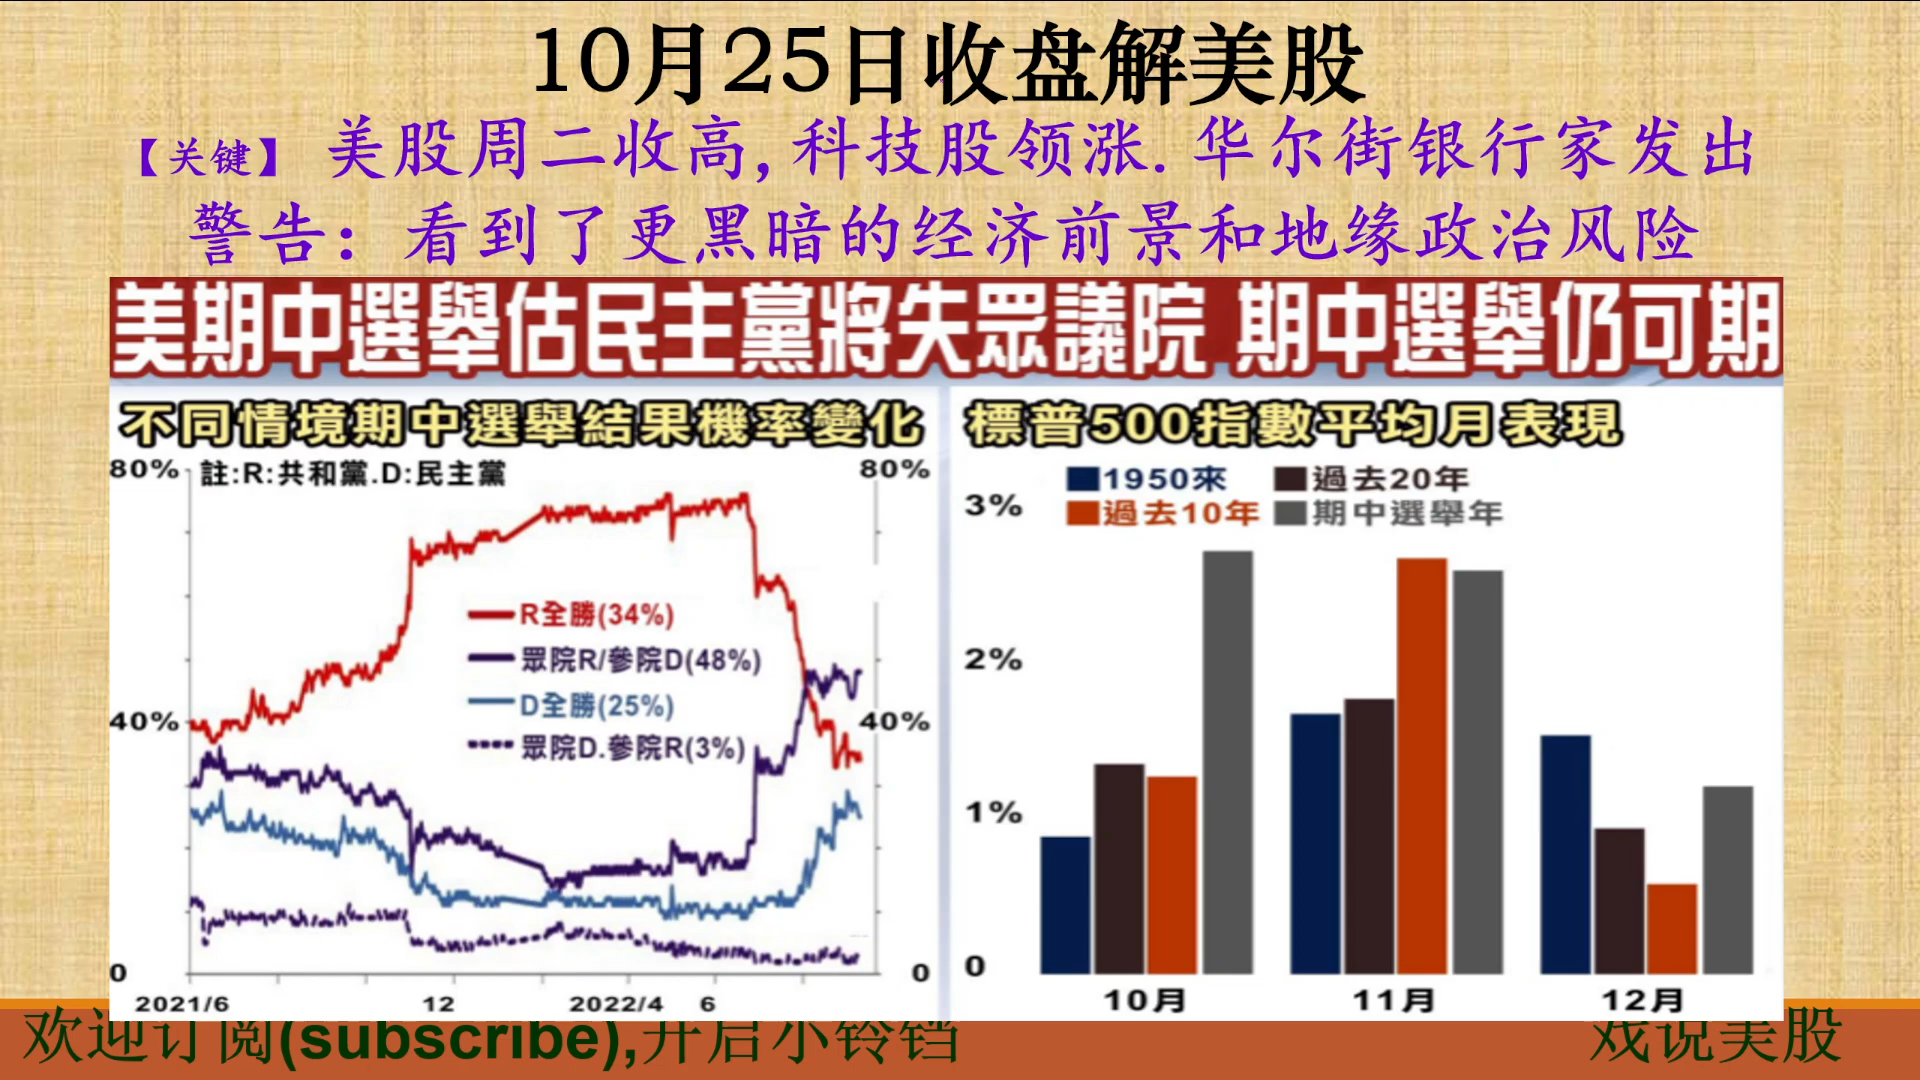 10月25日收盘解美股
【关键】 美股周二收高,科技股领涨.华尔街银行家发出
警告：看到了更黑暗的经济前景和地缘政治风险
美期中選舉估民主黨將失眾議院 期中選舉仍可期
不同情境期中選舉結果機率變化
80%
註:R:共和黨.D:民主黨
80%
R全勝(34%)
眾院R/參院D(48%)
D全勝(25%)
眾院D.參院R(3%)
40%
40%
0
0
2021/6
12
2022/4
6
標普500指數平均月表現
1950來
過去20年
過去10年
期中選舉年
3%
2%
1%
0
10月
11月
12月
欢迎订阅(subscribe),开启小铃铛
戏说美股